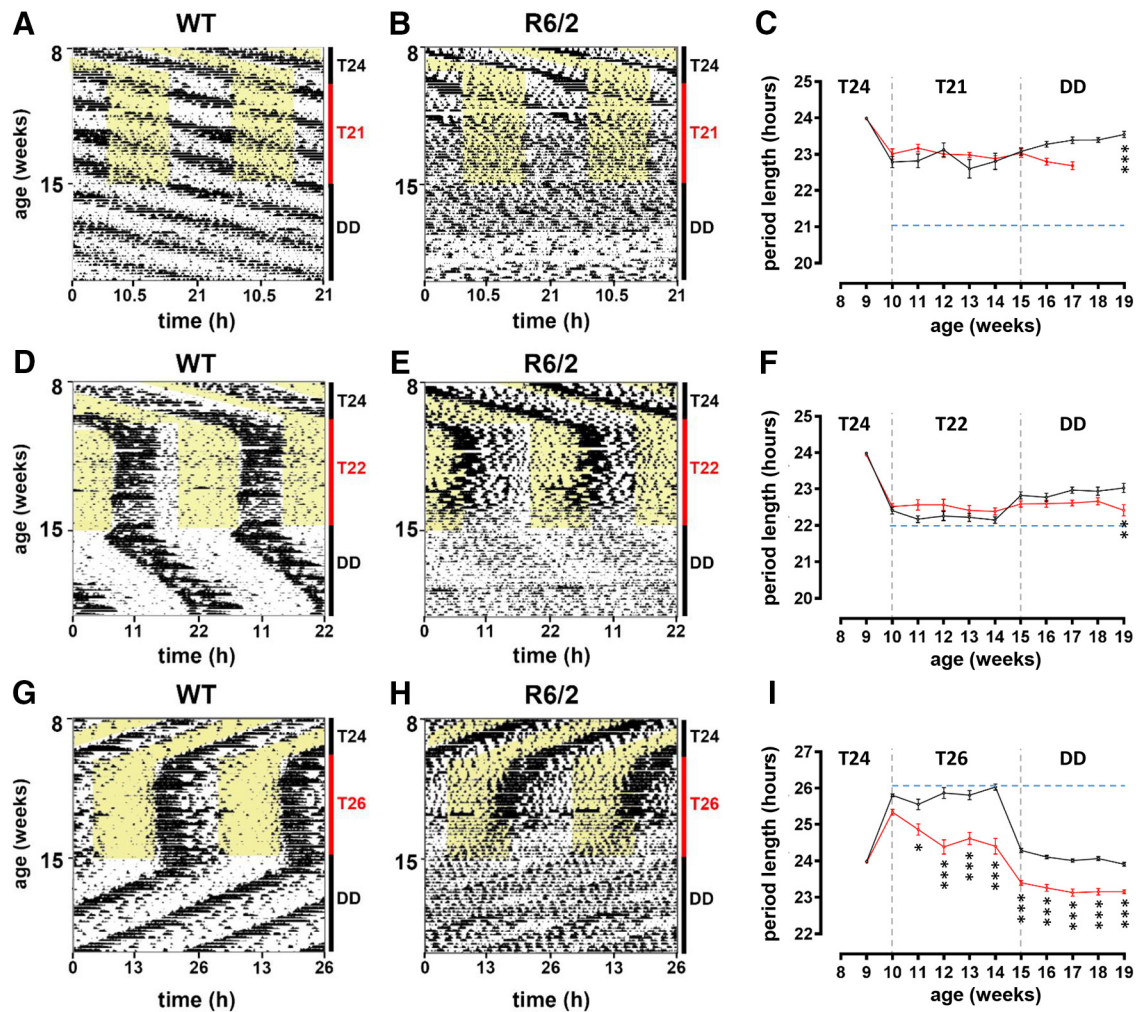 A WT
8
15
age (weeks)
T24
T21
DD
0 10.5 21 10.5 21
time (h)
B R6/2
8
15
T24
T21
DD
0 10.5 21 10.5 21
time (h)
C
T24 T21 DD
period length (hours)
25
24
23
22
21
20
***
8 9 10 11 12 13 14 15 16 17 18 19
age (weeks)
D WT
8
15
age (weeks)
T24
T22
DD
0 11 22 11 22
time (h)
E R6/2
8
15
T24
T22
DD
0 11 22 11 22
time (h)
F
T24 T22 DD
period length (hours)
25
24
23
22
21
20
**
8 9 10 11 12 13 14 15 16 17 18 19
age (weeks)
G WT
8
15
age (weeks)
T24
T26
DD
0 13 26 13 26
time (h)
H R6/2
8
15
T24
T26
DD
0 13 26 13 26
time (h)
I
T24 T26 DD
period length (hours)
27
26
25
24
23
22
* *** *** *** *** *** *** *** ***
8 9 10 11 12 13 14 15 16 17 18 19
age (weeks)